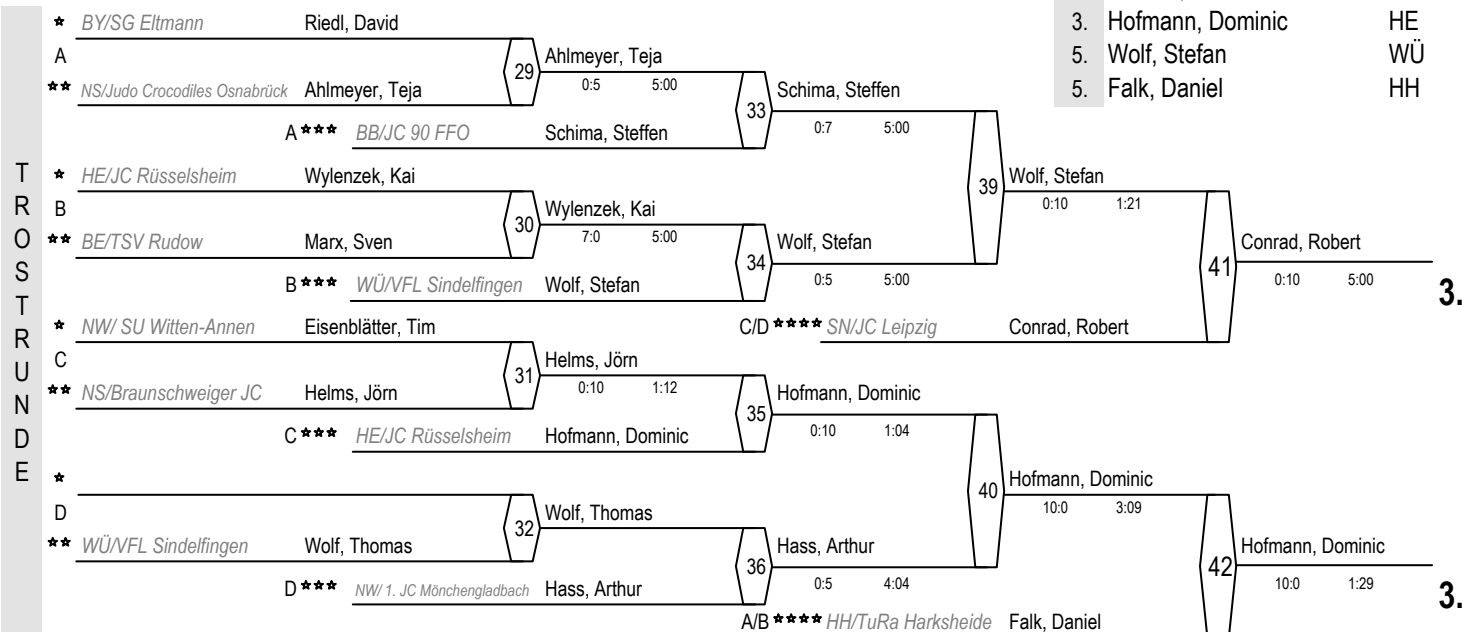 3. Hofmann, Dominic HE
5. Wolf, Stefan WÜ
5. Falk, Daniel HH
TROSTRUNDE
* BY/SG Eltmann Riedl, David
A
29
Ahlmeyer, Teja
0:5 5:00
** NS/Judo Crocodiles Osnabrück Ahlmeyer, Teja
33
Schima, Steffen
0:7 5:00
A *** BB/JC 90 FFO Schima, Steffen
* HE/JC Rüsselsheim Wylenzek, Kai
39
Wolf, Stefan
0:10 1:21
B
30
Wylenzek, Kai
7:0 5:00
** BE/TSV Rudow Marx, Sven
34
Wolf, Stefan
0:5 5:00
41
Conrad, Robert
0:10 5:00
3.
B *** WÜ/VFL Sindelfingen Wolf, Stefan
* NW/ SU Witten-Annen Eisenblätter, Tim
C/D **** SN/JC Leipzig Conrad, Robert
C
31
Helms, Jörn
0:10 1:12
** NS/Braunschweiger JC Helms, Jörn
35
Hofmann, Dominic
0:10 1:04
C *** HE/JC Rüsselsheim Hofmann, Dominic
*
40
Hofmann, Dominic
10:0 3:09
D
32
Wolf, Thomas
** WÜ/VFL Sindelfingen Wolf, Thomas
36
Hass, Arthur
0:5 4:04
42
Hofmann, Dominic
10:0 1:29
3.
D *** NW/ 1. JC Mönchengladbach Hass, Arthur
A/B **** HH/TuRa Harksheide Falk, Daniel